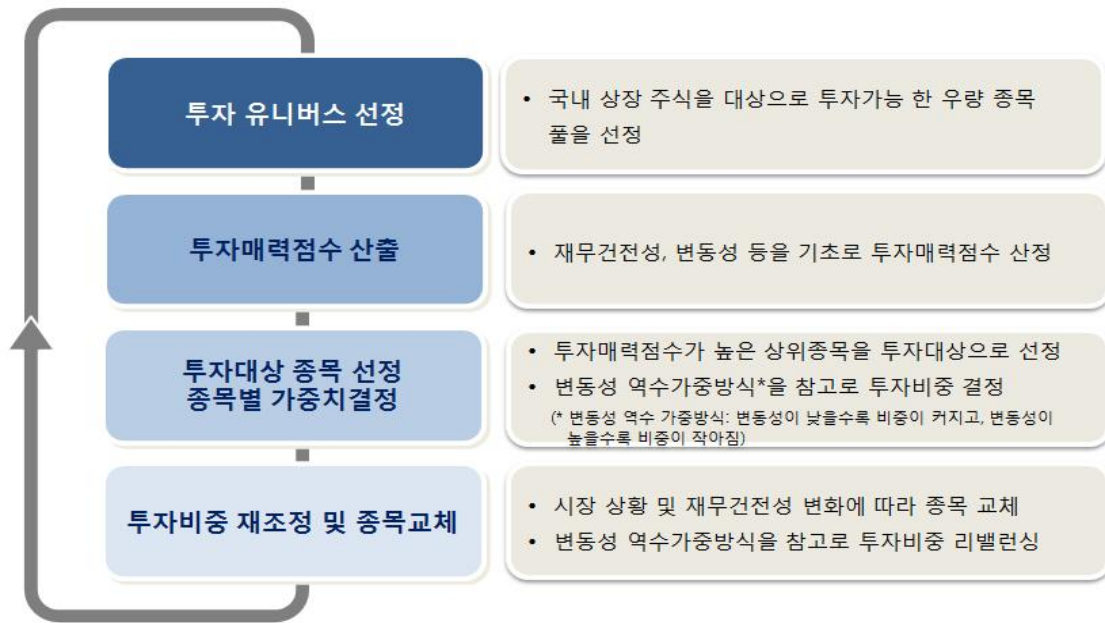 투자 유니버스 선정
• 국내 상장 주식을 대상으로 투자가능 한 우량 종목
풀을 선정
투자매력점수 산출
• 재무건전성, 변동성 등을 기초로 투자매력점수 산정
투자대상 종목 선정
종목별 가중치결정
• 투자매력점수가 높은 상위종목을 투자대상으로 선정
• 변동성 역수가중방식*을 참고로 투자비중 결정
(* 변동성 역수 가중방식: 변동성이 낮을수록 비중이 커지고, 변동성이
높을수록 비중이 작아짐)
투자비중 재조정 및 종목교체
• 시장 상황 및 재무건전성 변화에 따라 종목 교체
• 변동성 역수가중방식을 참고로 투자비중 리밸런싱